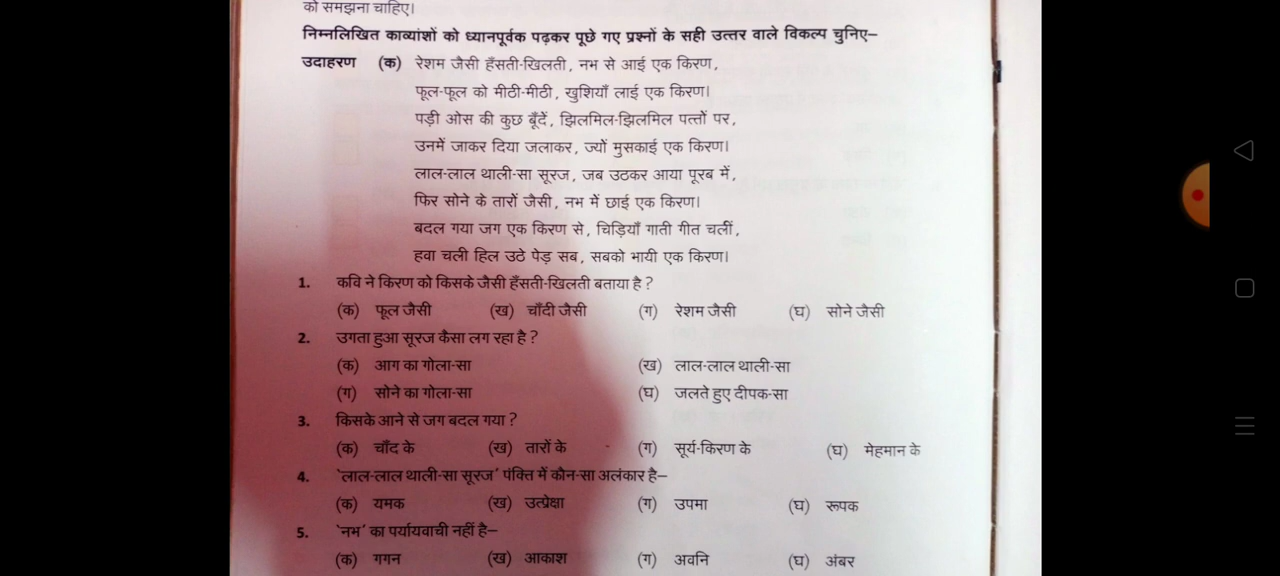 को समझना चाहिए।
निम्नलिखित काव्यांशों को ध्यानपूर्वक पढ़कर पूछे गए प्रश्नों के सही उत्तर वाले विकल्प चुनिए–
उदाहरण (क) रेशम जैसी हँसती-खिलती, नभ से आई एक किरण,
फूल-फूल को मीठी-मीठी, खुशियाँ लाई एक किरण।
पड़ी ओस की कुछ बूँदें, झिलमिल-झिलमिल पत्तों पर,
उनमें जाकर दिया जलाकर, ज्यों मुसकाई एक किरण।
लाल-लाल थाली-सा सूरज, जब उठकर आया पूरब में,
फिर सोने के तारों जैसी, नभ में छाई एक किरण।
बदल गया जग एक किरण से, चिड़ियाँ गाती गीत चलीं,
हवा चली हिल उठे पेड़ सब, सबको भायी एक किरण।
1. कवि ने किरण को किसके जैसी हँसती-खिलती बताया है ?
(क) फूल जैसी (ख) चाँदी जैसी (ग) रेशम जैसी (घ) सोने जैसी
2. उगता हुआ सूरज कैसा लग रहा है ?
(क) आग का गोला-सा (ख) लाल-लाल थाली-सा
(ग) सोने का गोला-सा (घ) जलते हुए दीपक-सा
3. किसके आने से जग बदल गया ?
(क) चाँद के (ख) तारों के (ग) सूर्य-किरण के (घ) मेहमान के
4. 'लाल-लाल थाली-सा सूरज' पंक्ति में कौन-सा अलंकार है–
(क) यमक (ख) उत्प्रेक्षा (ग) उपमा (घ) रूपक
5. 'नभ' का पर्यायवाची नहीं है–
(क) गगन (ख) आकाश (ग) अवनि (घ) अंबर